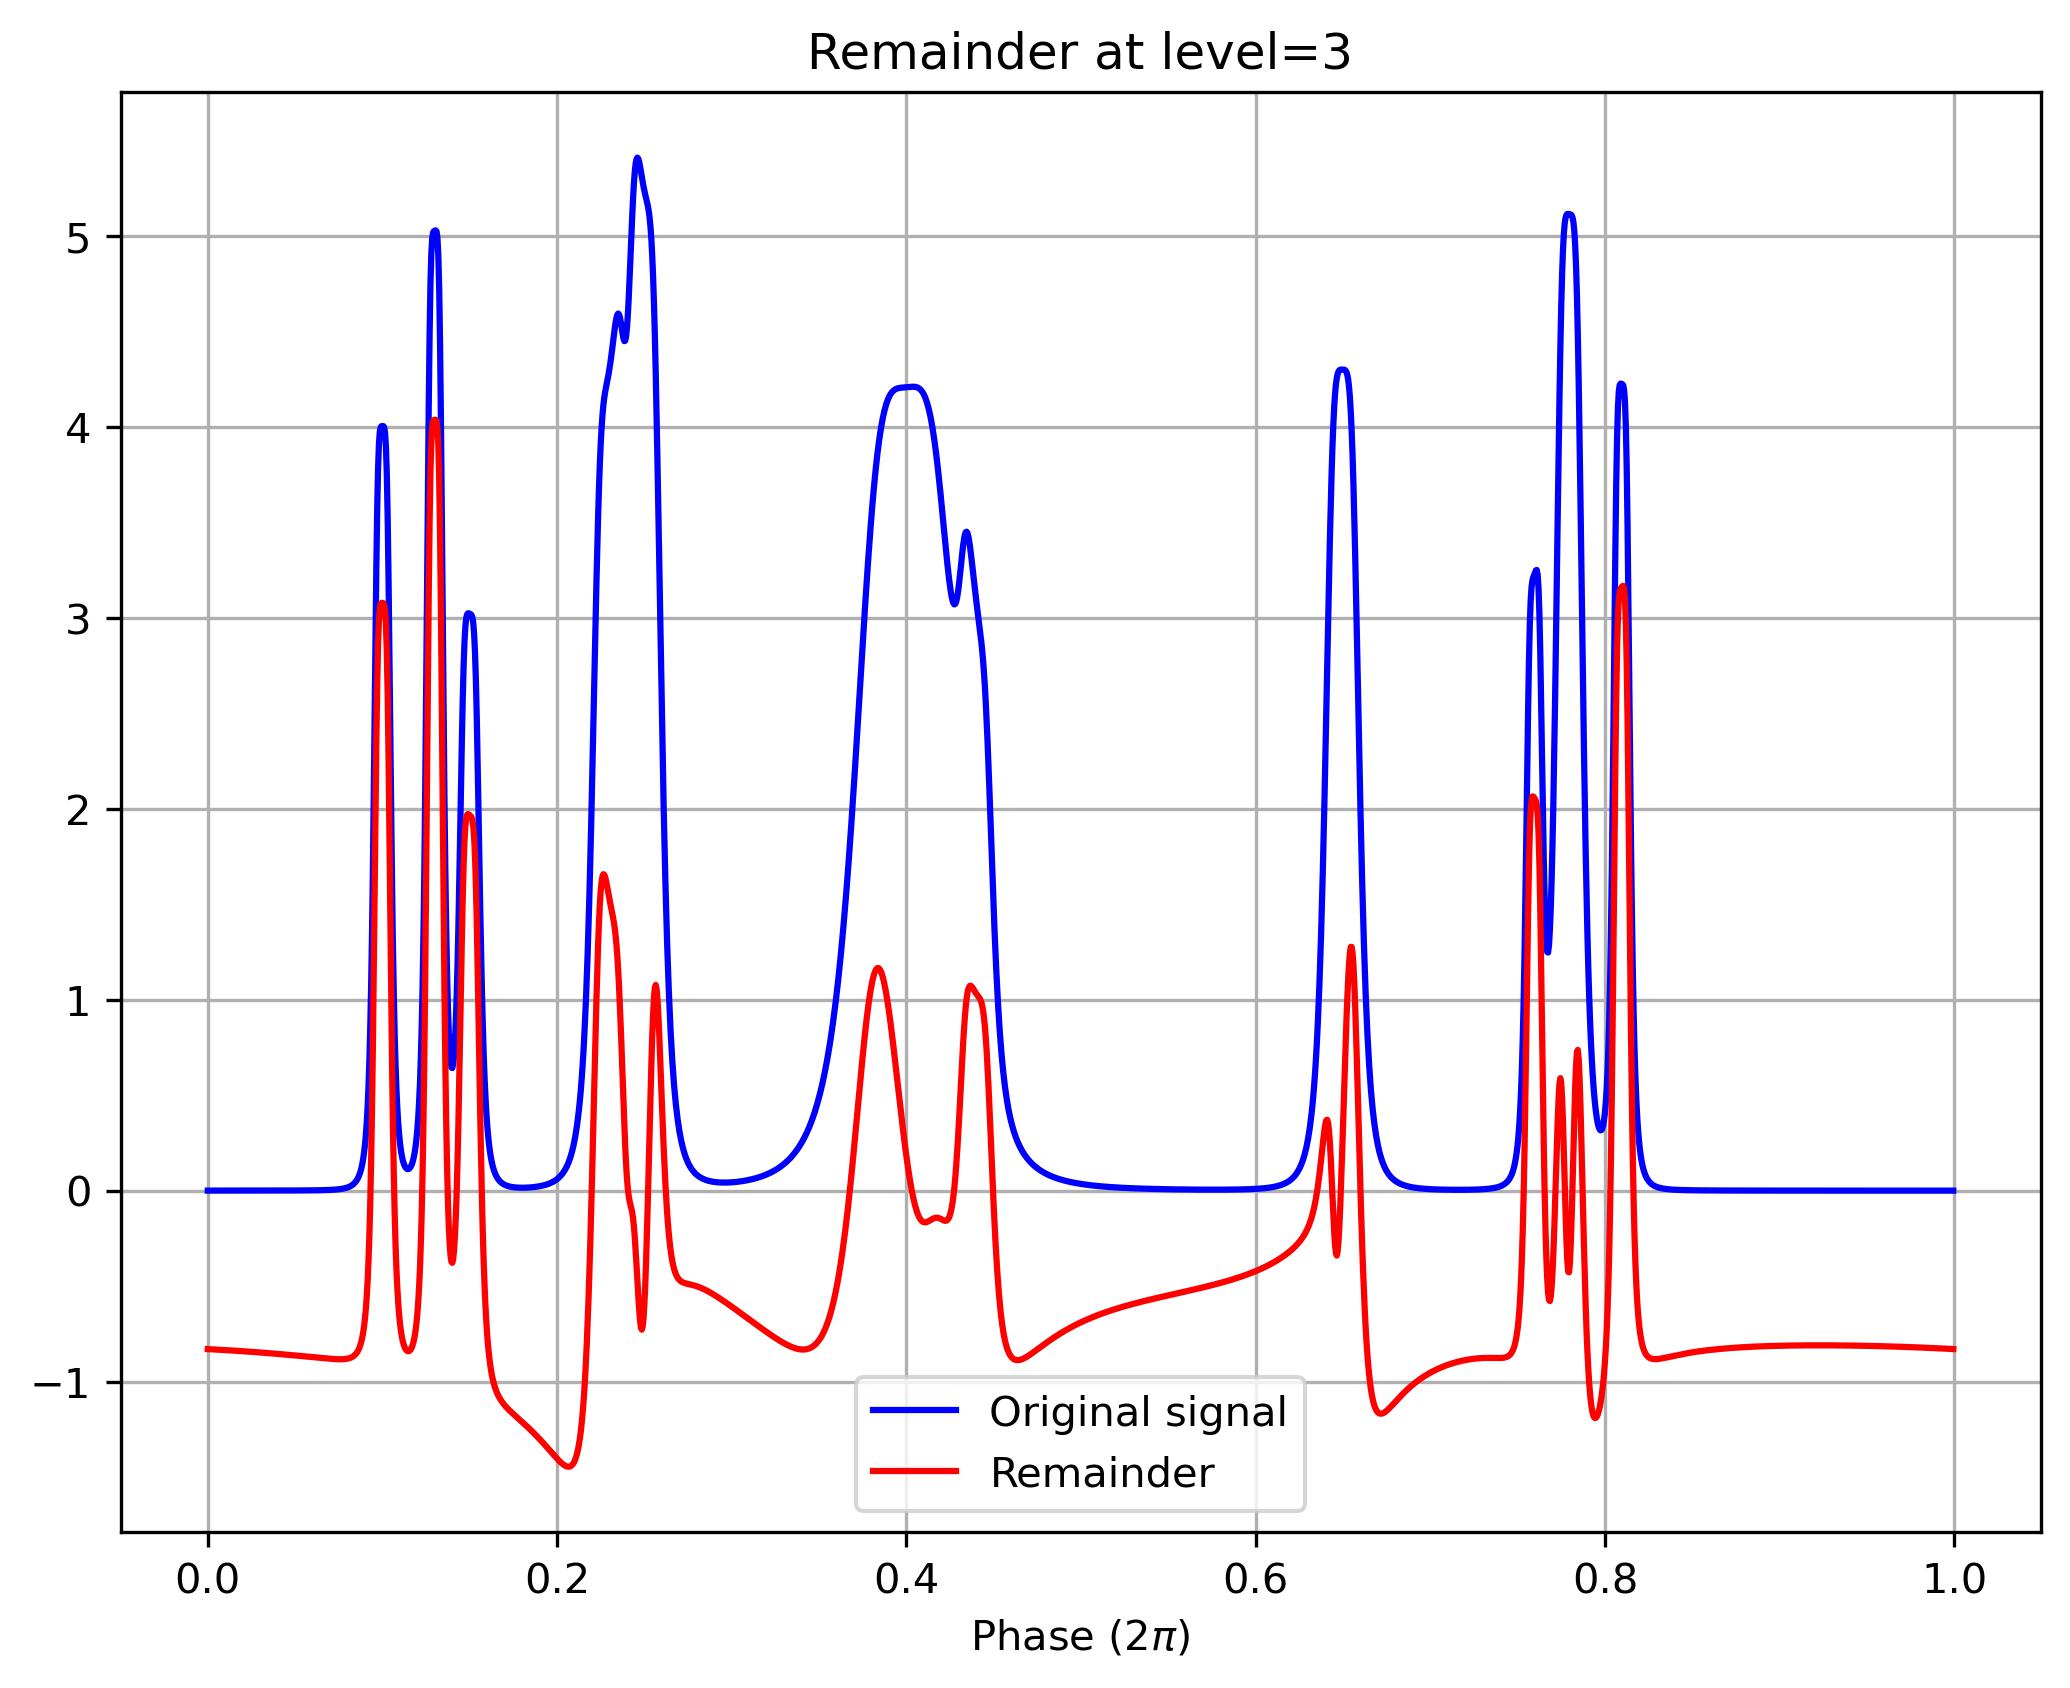 Remainder at level=3
5
4
3
2
1
0
−1
Original signal
Remainder
0.0 0.2 0.4 0.6 0.8 1.0
Phase (2π)